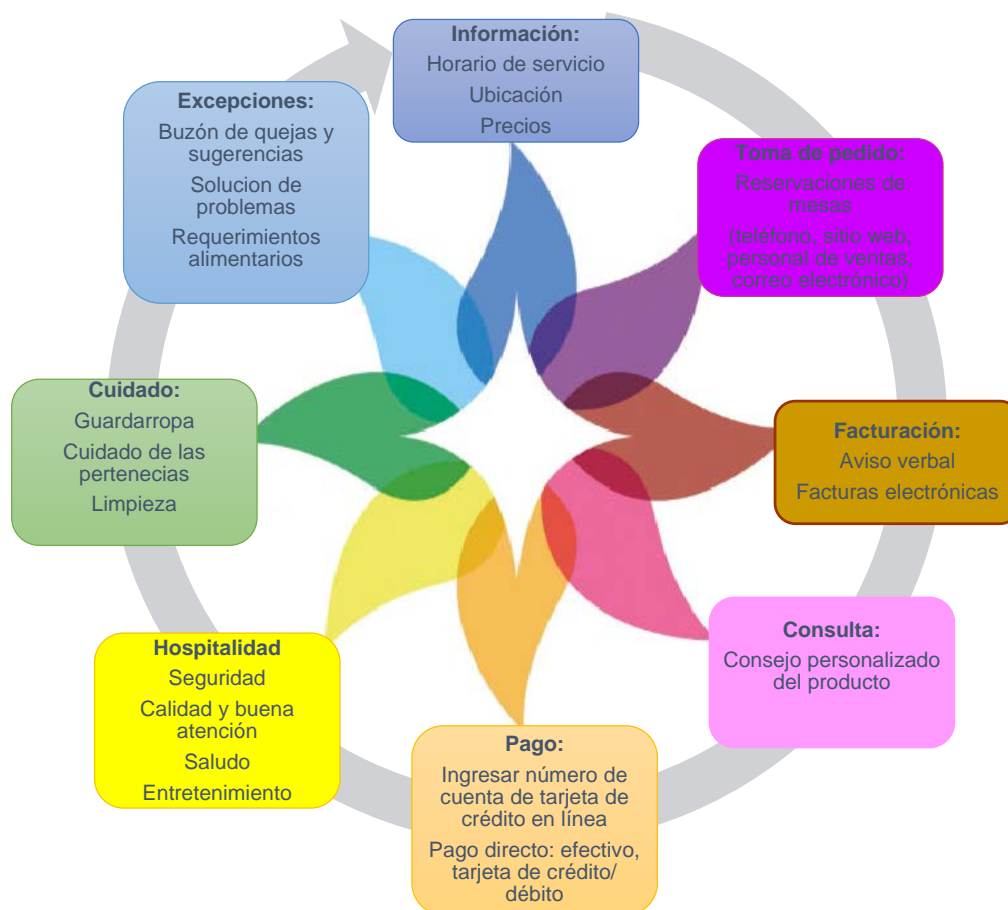 Información:
Horario de servicio
Ubicación
Precios
Toma de pedido:
Reservaciones de
mesas
(teléfono, sitio web,
personal de ventas,
correo electrónico)
Facturación:
Aviso verbal
Facturas electrónicas
Consulta:
Consejo personalizado
del producto
Pago:
Ingresar número de
cuenta de tarjeta de
crédito en línea
Pago directo: efectivo,
tarjeta de crédito/
débito
Hospitalidad
Seguridad
Calidad y buena
atención
Saludo
Entretenimiento
Cuidado:
Guardarropa
Cuidado de las
pertenecias
Limpieza
Excepciones:
Buzón de quejas y
sugerencias
Solucion de
problemas
Requerimientos
alimentarios